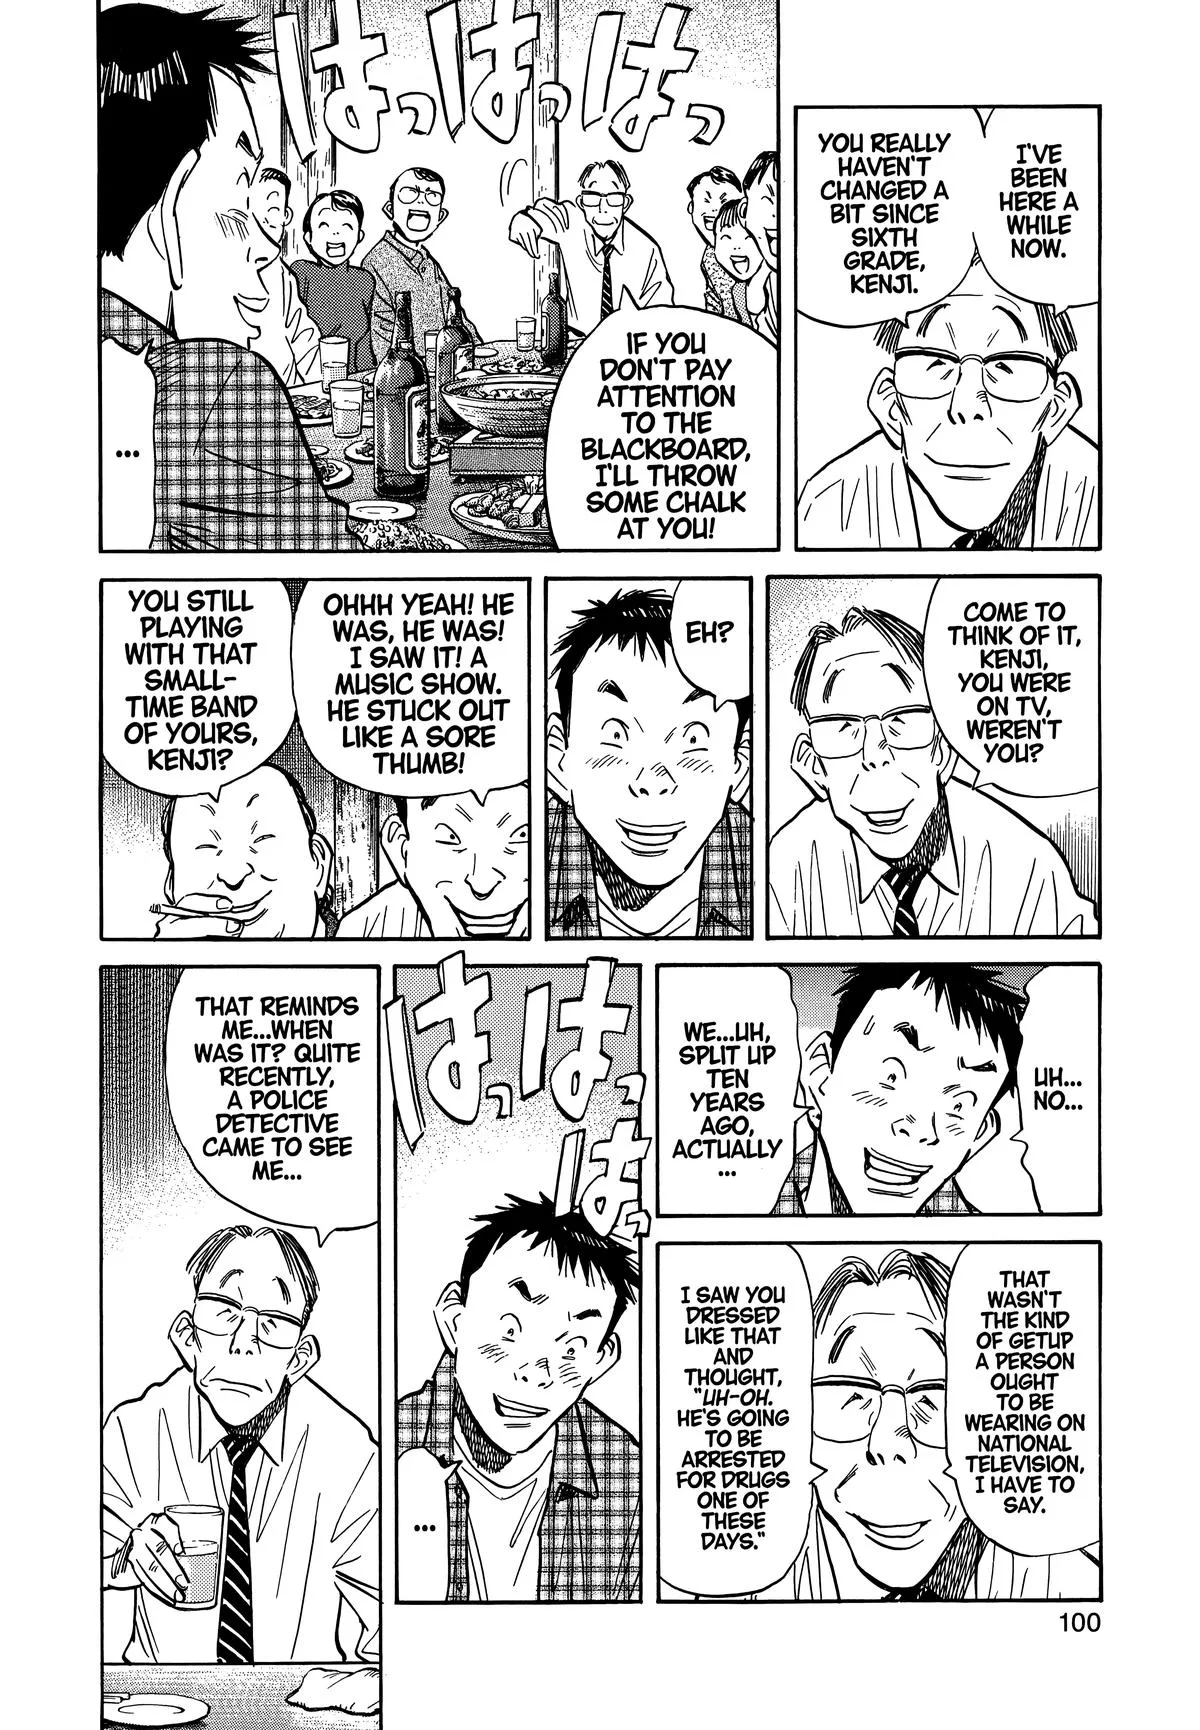 I'VE
BEEN
HERE A
WHILE
NOW.
YOU REALLY
HAVEN'T
CHANGED A
BIT SINCE
SIXTH
GRADE,
KENJI.
はっはっはっ
IF YOU
DON'T PAY
ATTENTION
TO THE
BLACKBOARD,
I'LL THROW
SOME CHALK
AT YOU!
...
COME TO
THINK OF IT,
KENJI,
YOU WERE
ON TV,
WEREN'T
YOU?
EH?
OHHH YEAH! HE
WAS, HE WAS!
I SAW IT! A
MUSIC SHOW.
HE STUCK OUT
LIKE A SORE
THUMB!
YOU STILL
PLAYING
WITH THAT
SMALL-
TIME BAND
OF YOURS,
KENJI?
UH...
NO...
WE...UH,
SPLIT UP
TEN
YEARS
AGO,
ACTUALLY
...
THAT
WASN'T
THE KIND
OF GETUP
A PERSON
OUGHT
TO BE
WEARING ON
NATIONAL
TELEVISION,
I HAVE TO
SAY.
I SAW YOU
DRESSED
LIKE THAT
AND
THOUGHT,
"UH-OH.
HE'S GOING
TO BE
ARRESTED
FOR DRUGS
ONE OF
THESE
DAYS."
はっはっ
はっ
...
THAT REMINDS
ME...WHEN
WAS IT? QUITE
RECENTLY,
A POLICE
DETECTIVE
CAME TO SEE
ME...
100